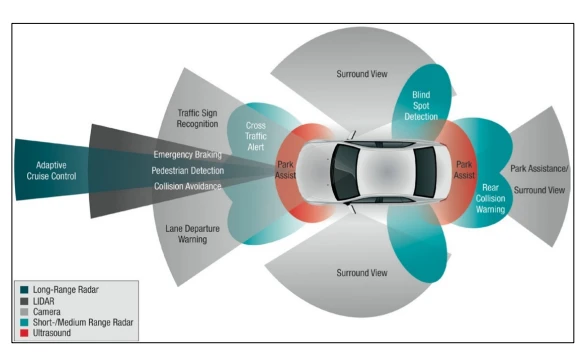 Surround View
Blind
Spot
Detection
Traffic Sign
Recognition
Cross
Traffic
Alert
Emergency Braking
Adaptive
Cruise Control
Pedestrian Detection
Collision Avoidance
Park
Assist
Park
Assist
Park Assistance/
Surround View
Rear
Collision
Warning
Lane Departure
Warning
Surround View
Long-Range Radar
LIDAR
Camera
Short-/Medium Range Radar
Ultrasound